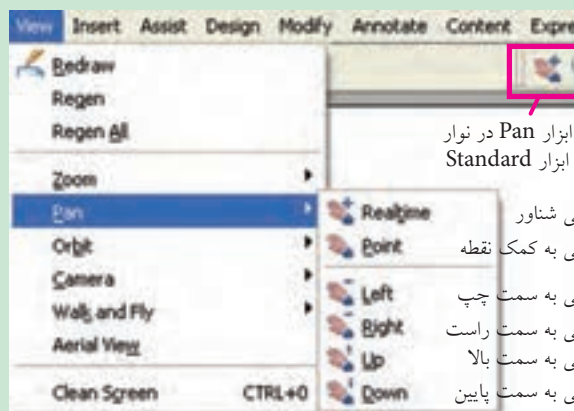 View Insert Assist Design Modify Annotate Content Expre
Redraw
Regen
Regen All
Zoom
Pan
Orbit
Camera
Walk and Fly
Aerial View
Clean Screen CTRL+0
Realtime
Point
Left
Right
Up
Down
ابزار Pan در نوار
ابزار Standard
ی شناور
ی به کمک نقطه
ی به سمت چپ
ی به سمت راست
ی به سمت بالا
ی به سمت پایین